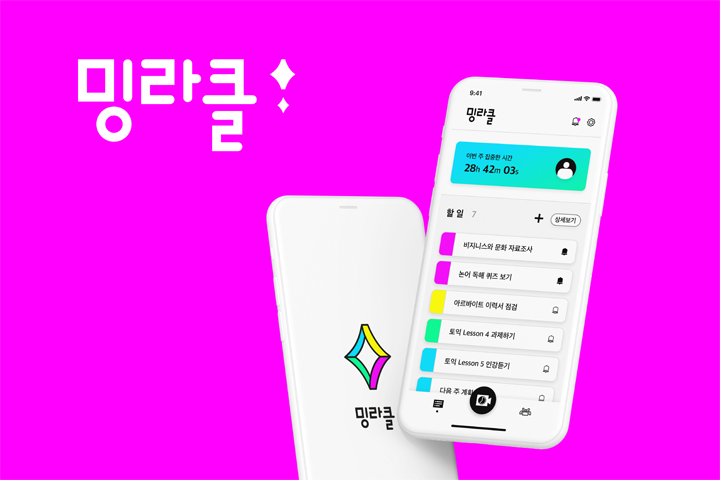 밍라클
9:41
밍라클
이번 주 집중한 시간
28h 42m 03s
할 일 7
상세보기
비지니스와 문화 자료조사
논어 독해 퀴즈 보기
아르바이트 이력서 점검
토익 Lesson 4 과제하기
토익 Lesson 5 인강듣기
다음 주 계획
밍라클